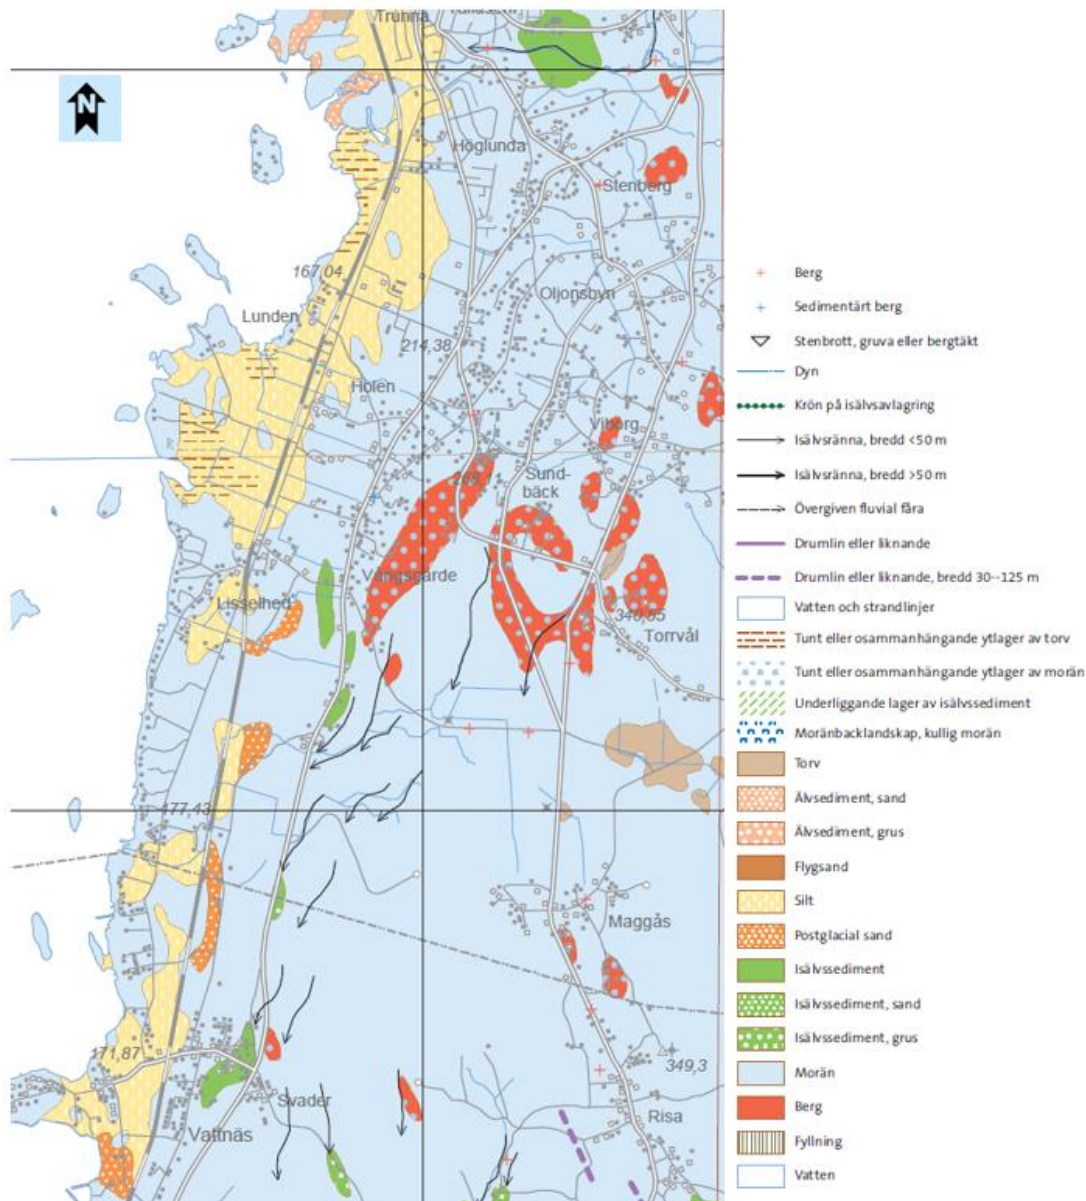 Trunna
N
Höglunda
Stenberg
167,04
Oljonsbyn
Lunden
214,38
Holen
Viborg
Sund-
bäck
Vångsgärde
Lisselhed
340,65
Torrvål
177,43
Maggås
171,87
349,3
Svader
Risa
Vattnäs
Berg
Sedimentärt berg
Stenbrott, gruva eller bergtäkt
Dyn
Krön på isälvsavlagring
Isälvsränna, bredd <50 m
Isälvsränna, bredd >50 m
Övergiven fluvial fåra
Drumlin eller liknande
Drumlin eller liknande, bredd 30--125 m
Vatten och strandlinjer
Tunt eller osammanhängande ytlager av torv
Tunt eller osammanhängande ytlager av morän
Underliggande lager av isälvssediment
Moränbacklandskap, kullig morän
Torv
Älvsediment, sand
Älvsediment, grus
Flygsand
Silt
Postglacial sand
Isälvssediment
Isälvssediment, sand
Isälvssediment, grus
Morän
Berg
Fyllning
Vatten